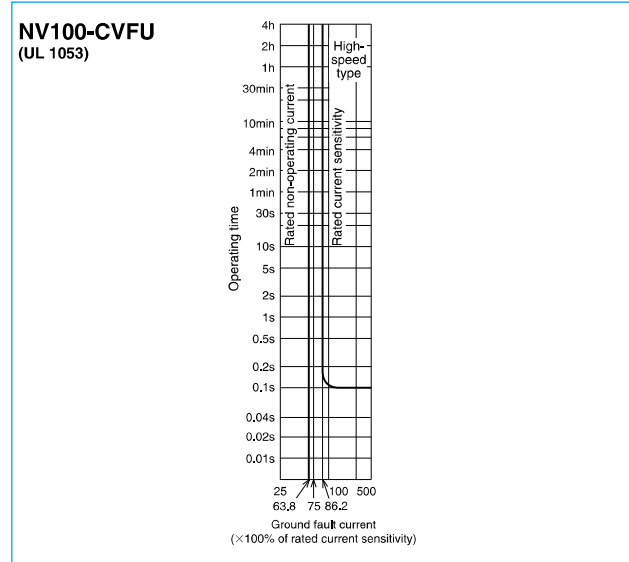 NV100-CVFU
(UL 1053)
4h
2h
1h
30min
10min
4min
2min
1min
30s
10s
5s
2s
1s
0.5s
0.2s
0.1s
0.04s
0.02s
0.01s
Operating time
Rated non-operating current
Rated current sensitivity
High-
speed
type
25 100 500
63.8 75 86.2
Ground fault current
(×100% of rated current sensitivity)